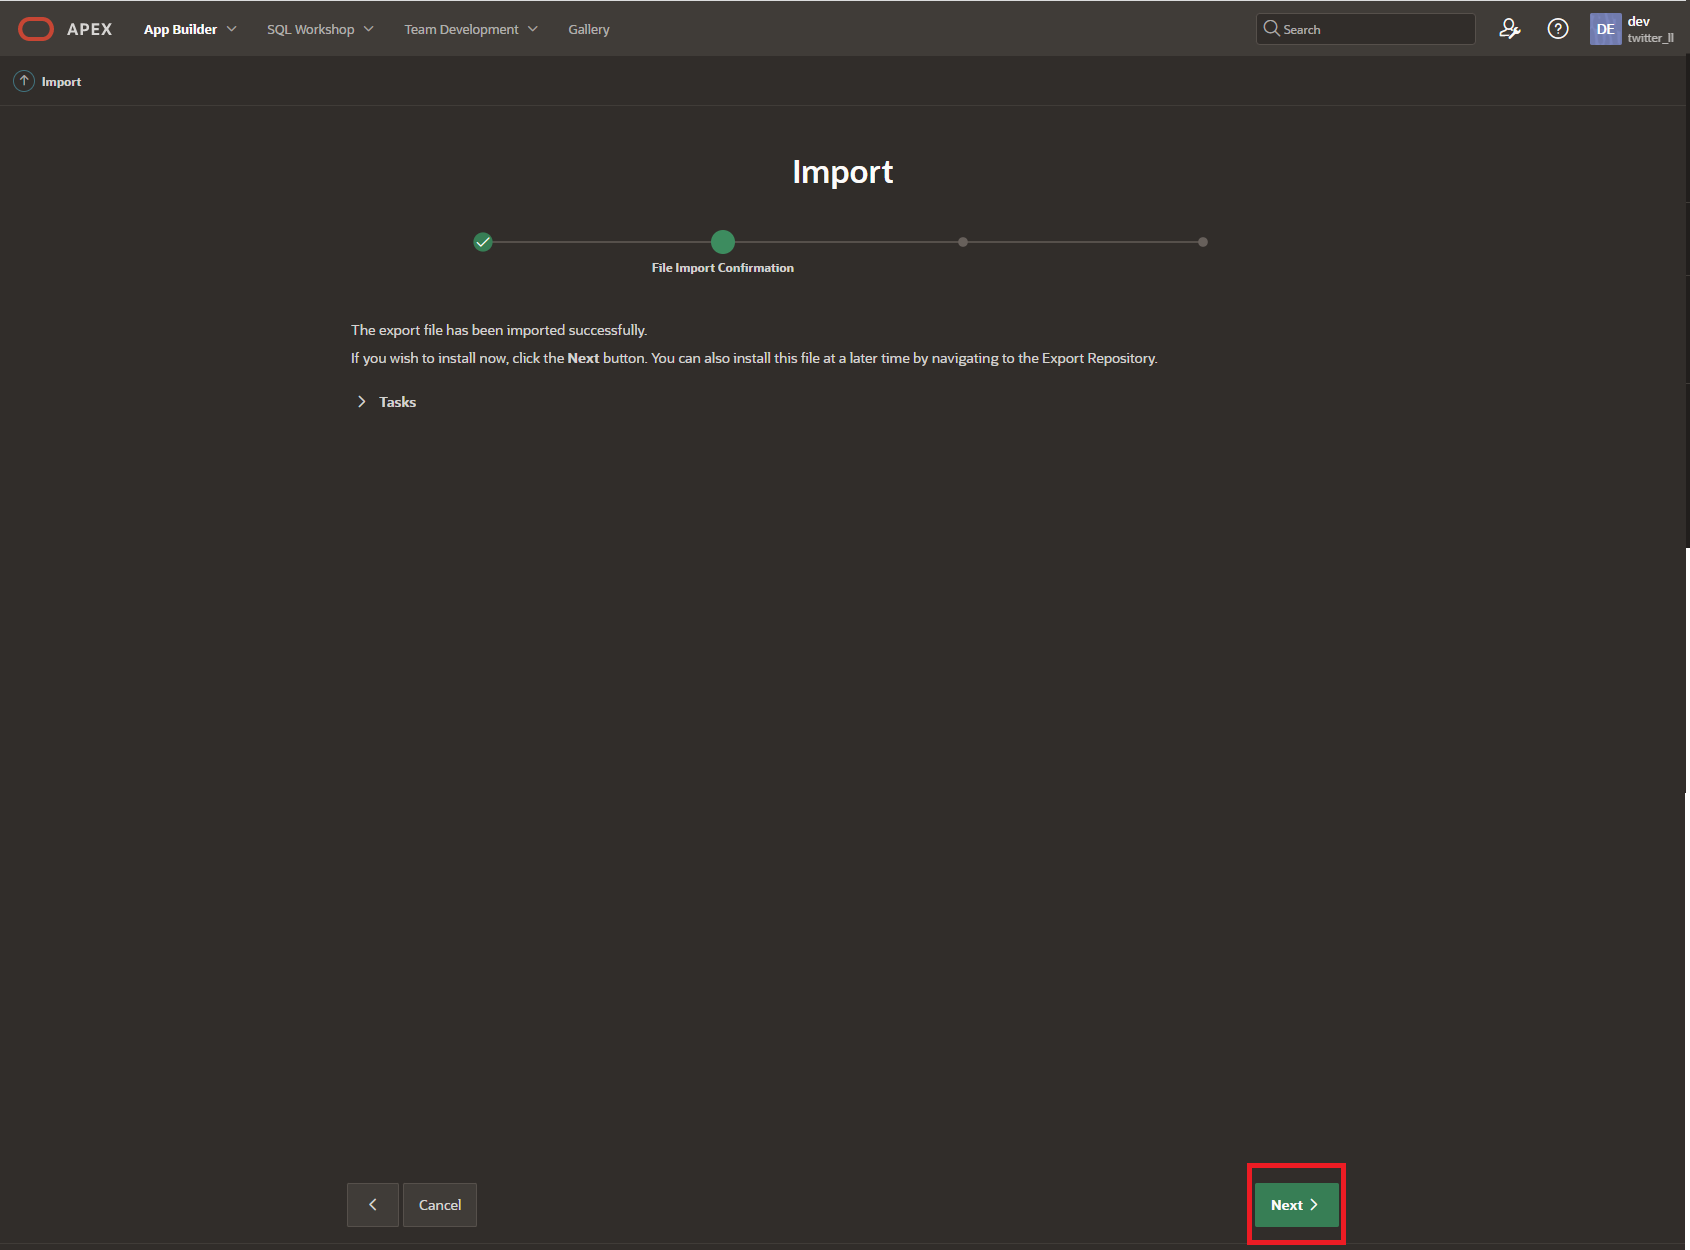 APEX App Builder SQL Workshop Team Development Gallery Search ? DE dev
twitter_ll
Import
Import
File Import Confirmation
The export file has been imported successfully.
If you wish to install now, click the Next button. You can also install this file at a later time by navigating to the Export Repository.
Tasks
Cancel Next